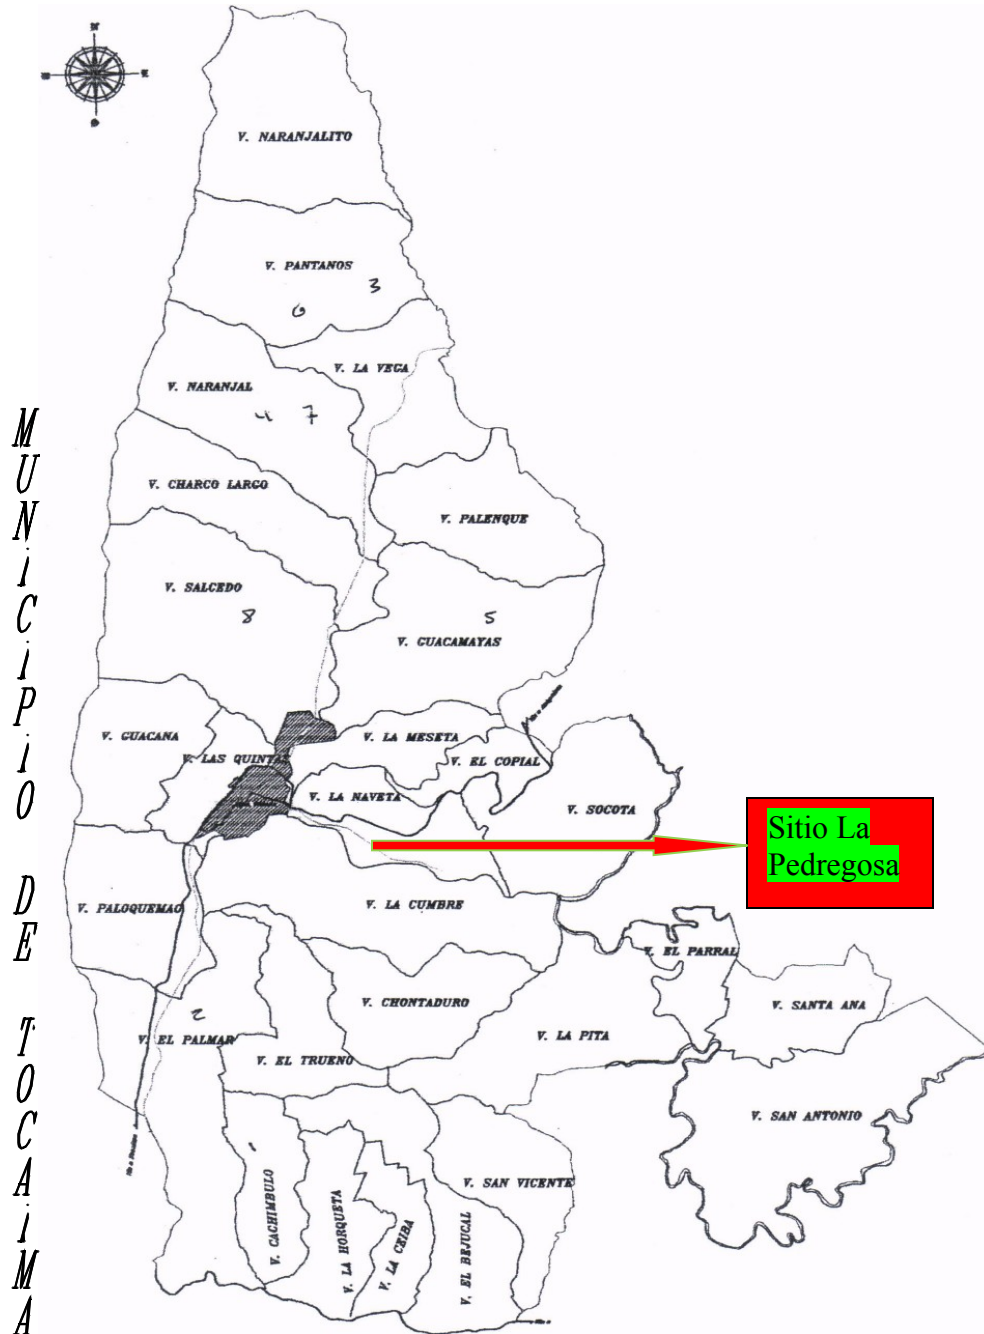 N
V. NARANJALITO
V. PANTANOS
3
6
V. LA VEGA
V. NARANJAL
4 7
V. CHARCO LARGO
V. PALENQUE
V. SALCEDO
8
5
V. GUACAMAYAS
V. GUACANA
V. LA MESETA
V. LAS QUINTAS
V. EL COPIAL
V. LA NAVETA
V. SOCOTA
Sitio La
Pedregosa
V. PALOQUEMAO
V. LA CUMBRE
V. EL PARRAL
V. CHONTADURO
V. SANTA ANA
2
V. EL PALMAR
V. LA PITA
V. EL TRUENO
V. SAN ANTONIO
V. SAN VICENTE
V. CACHIMBULO
V. LA HORQUETA
V. LA CEIBA
V. EL BEJUCAL
MUNiCiPiO DE TOCAiMA